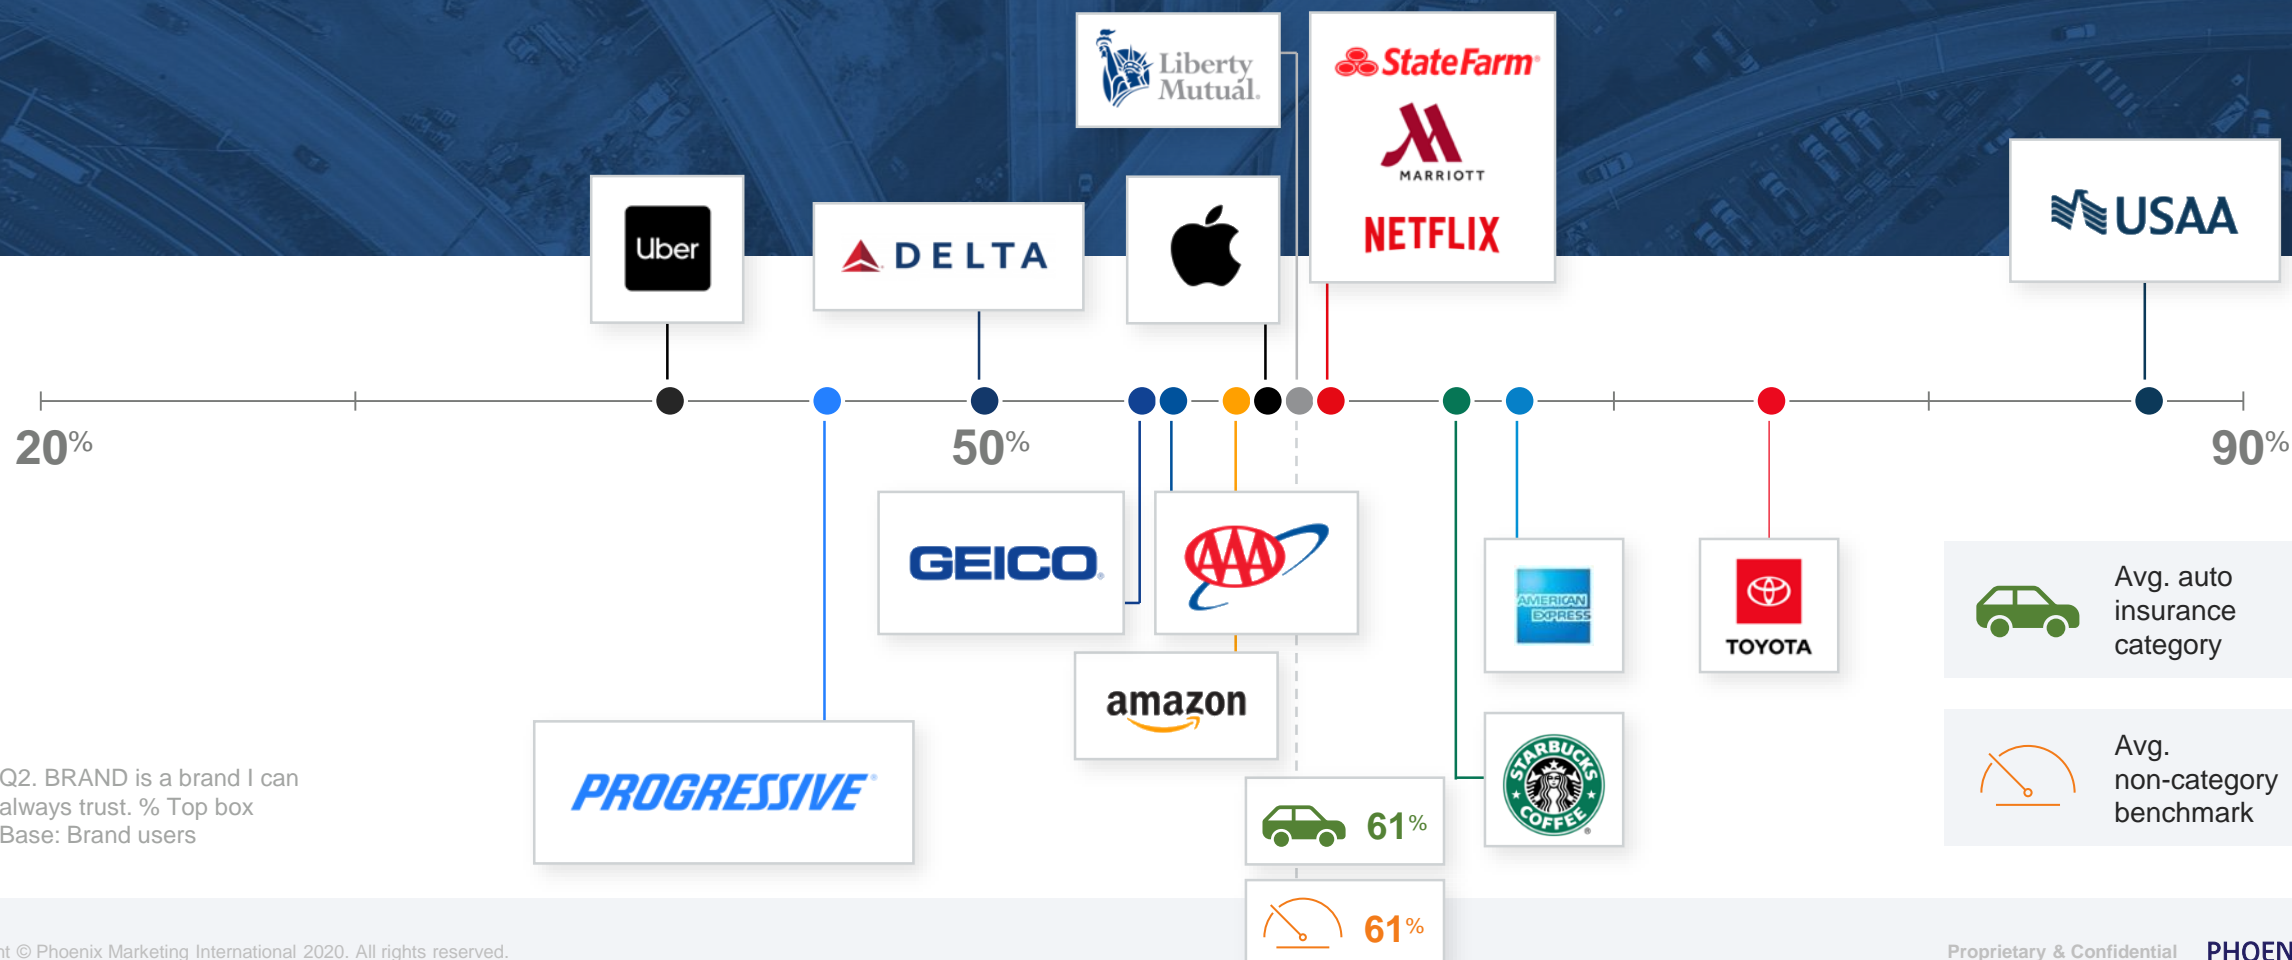 Liberty
Mutual.
StateFarm®
MARRIOTT
NETFLIX
USAA
Uber
DELTA
20%
50%
90%
GEICO®
AAA
AMERICAN
EXPRESS
TOYOTA
amazon
STARBUCKS
COFFEE
®
PROGRESSIVE®
61%
61%
Avg. auto
insurance
category
Avg.
non-category
benchmark
Q2. BRAND is a brand I can
always trust. % Top box
Base: Brand users
nt © Phoenix Marketing International 2020. All rights reserved.
Proprietary & Confidential
PHOEN